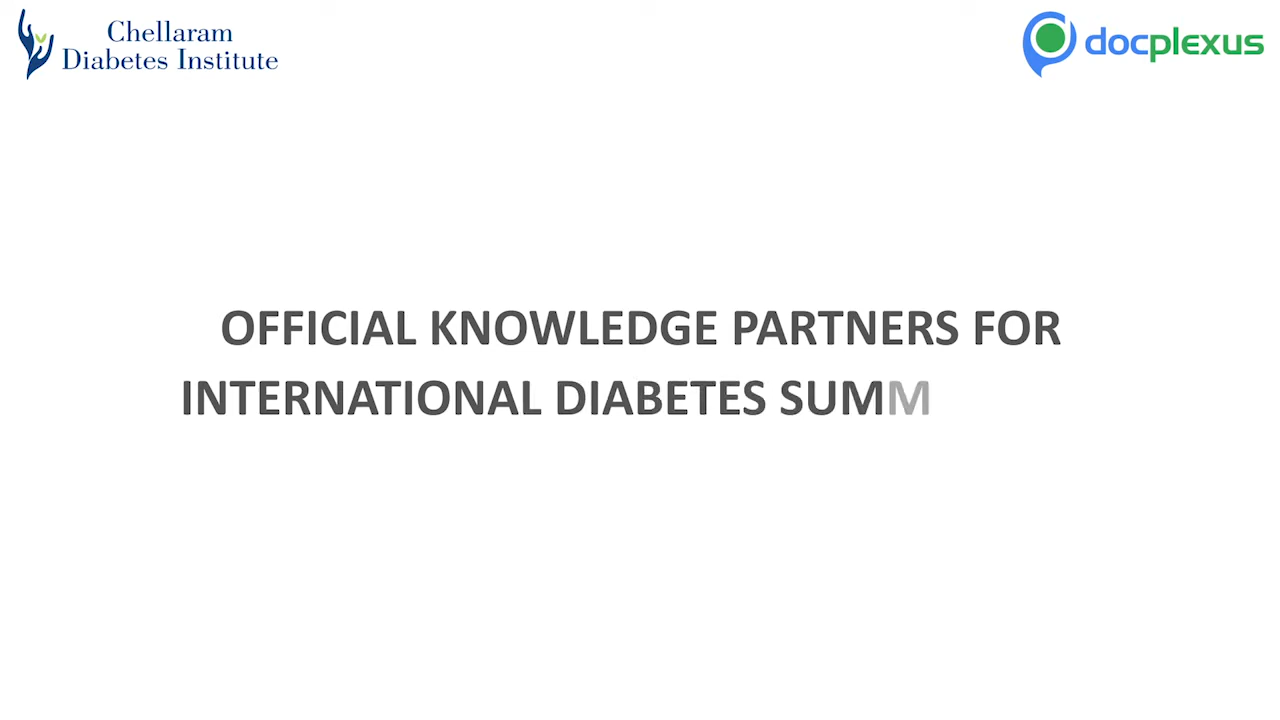 Chellaram
Diabetes Institute
docplexus
OFFICIAL KNOWLEDGE PARTNERS FOR
INTERNATIONAL DIABETES SUMM